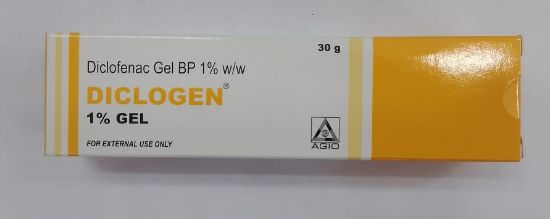 30 g
Diclofenac Gel BP 1% w/w
DICLOGEN®
1% GEL
AGIO
FOR EXTERNAL USE ONLY